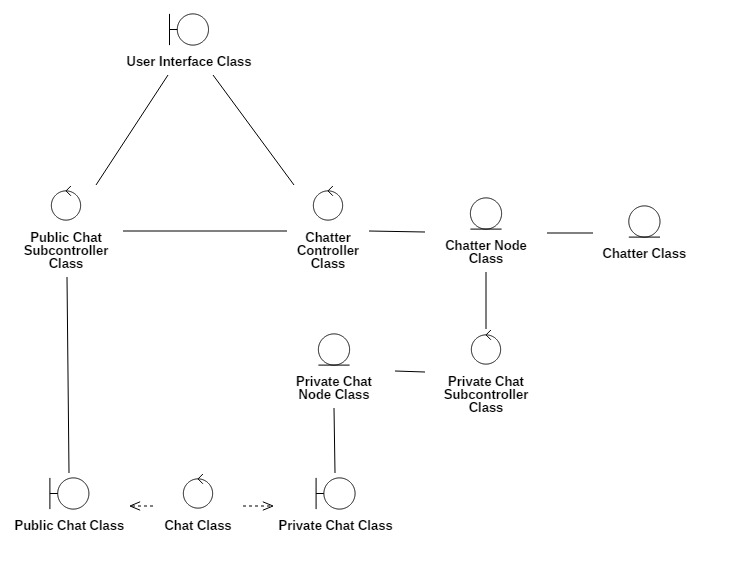 User Interface Class
Public Chat
Subcontroller
Class
Chatter
Controller
Class
Chatter Node
Class
Chatter Class
Private Chat
Node Class
Private Chat
Subcontroller
Class
Public Chat Class
Chat Class
Private Chat Class